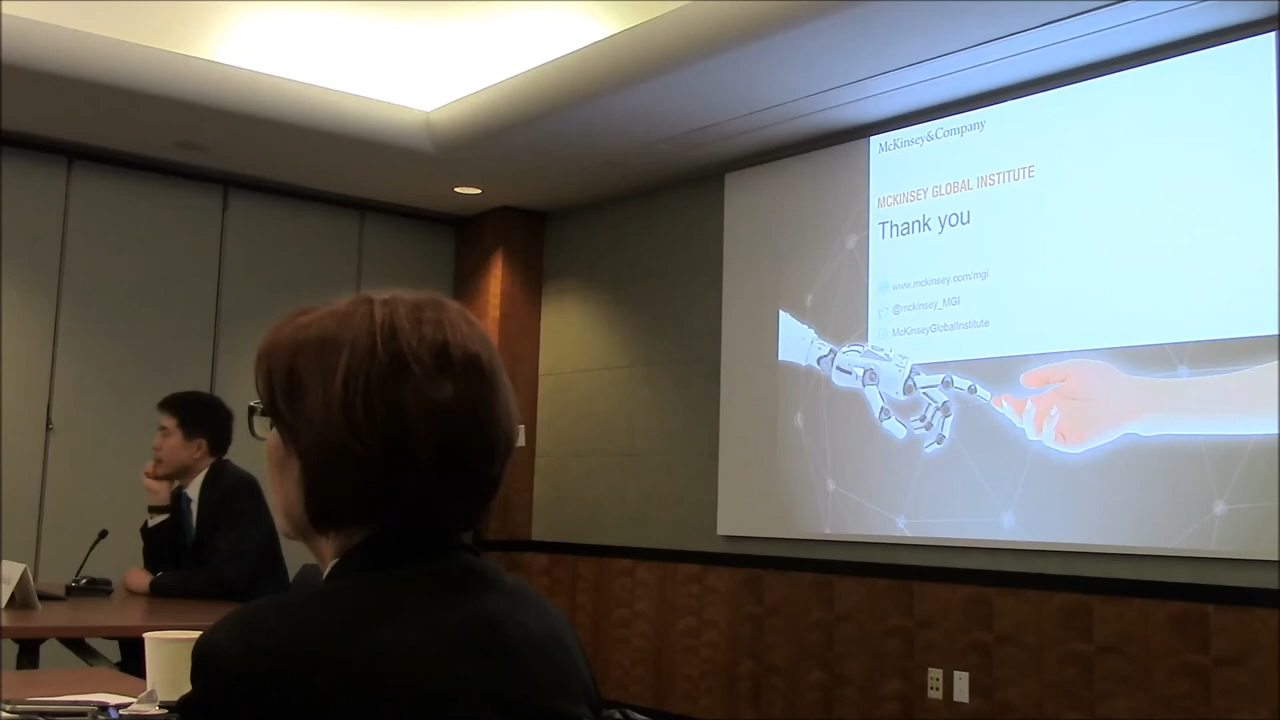 McKinsey&Company
MCKINSEY GLOBAL INSTITUTE
Thank you
www.mckinsey.com/mgi
@mckinsey_MGI
McKinseyGlobalInstitute